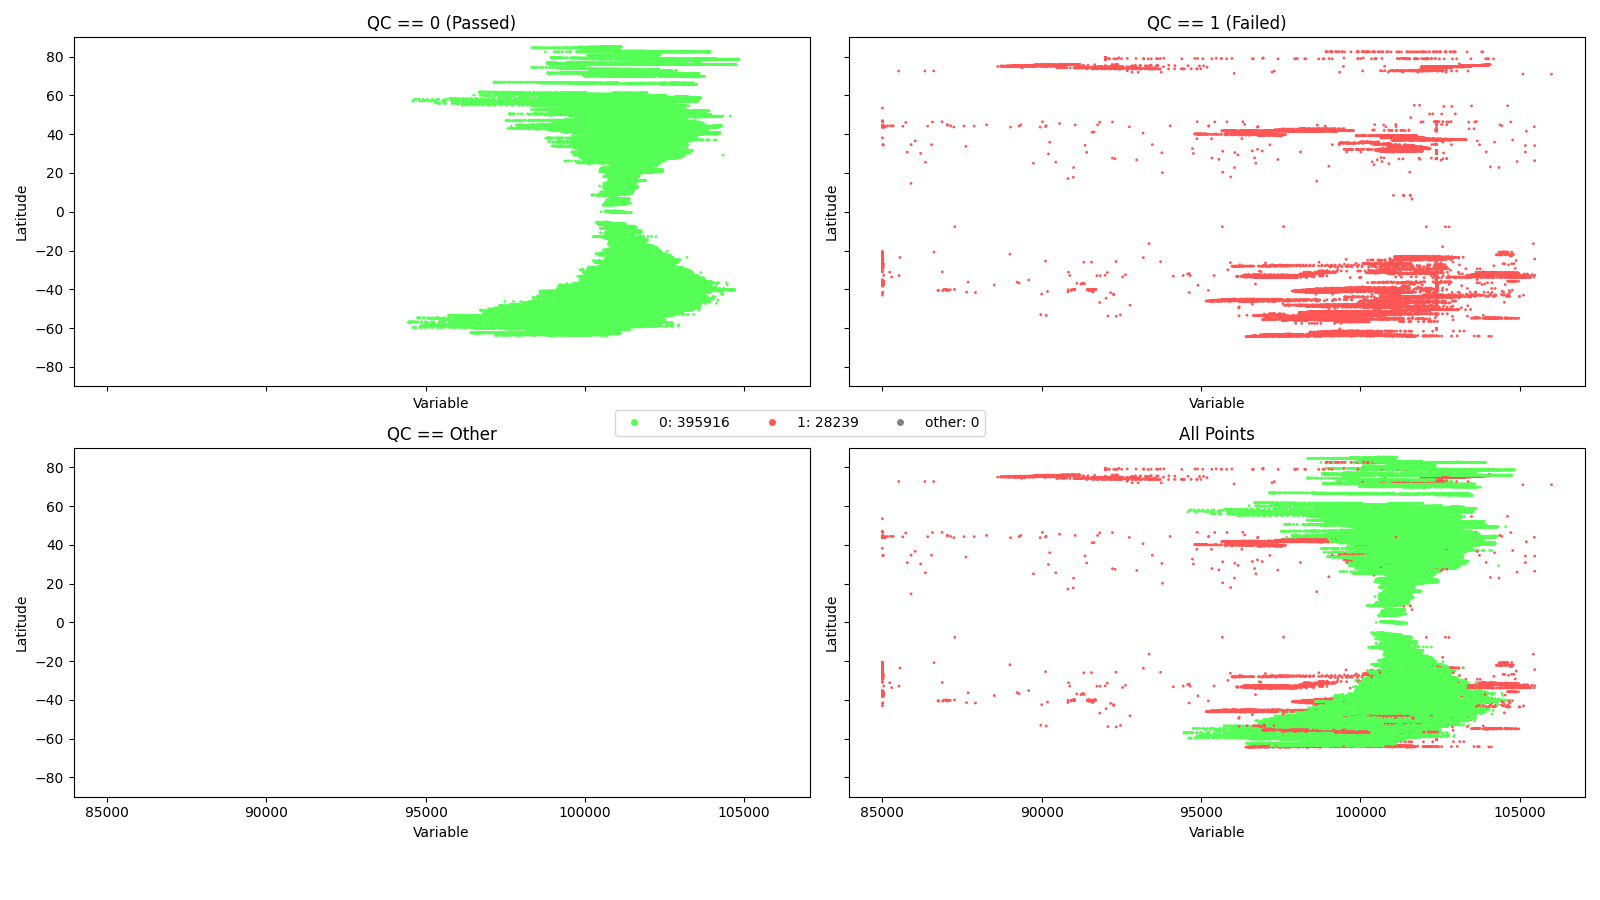 QC == 0 (Passed)
QC == 1 (Failed)
80
60
40
20
0
−20
−40
−60
−80
Latitude
Latitude
Variable
Variable
0: 395916
1: 28239
other: 0
QC == Other
All Points
80
60
40
20
0
−20
−40
−60
−80
Latitude
Latitude
85000
90000
95000
100000
105000
85000
90000
95000
100000
105000
Variable
Variable